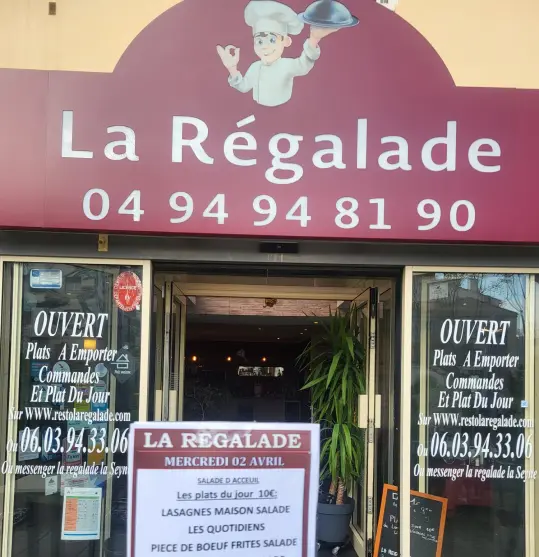 La Régalade
04 94 94 81 90
OUVERT
Plats A Emporter
Commandes
Et Plat Du Jour
Sur WWW.restolaregalade.com
Ou 06.03.94.33.06
Ou messenger la regalade la Seyne
OUVERT
Plats A Emporter
Commandes
Et Plat Du Jour
Sur WWW.restolaregalade.com
Ou 06.03.94.33.06
Ou messenger la regalade la Seyne
LA REGALADE
MERCREDI 02 AVRIL
SALADE D ACCEUIL
Les plats du jour 10€:
LASAGNES MAISON SALADE
LES QUOTIDIENS
PIECE DE BOEUF FRITES SALADE